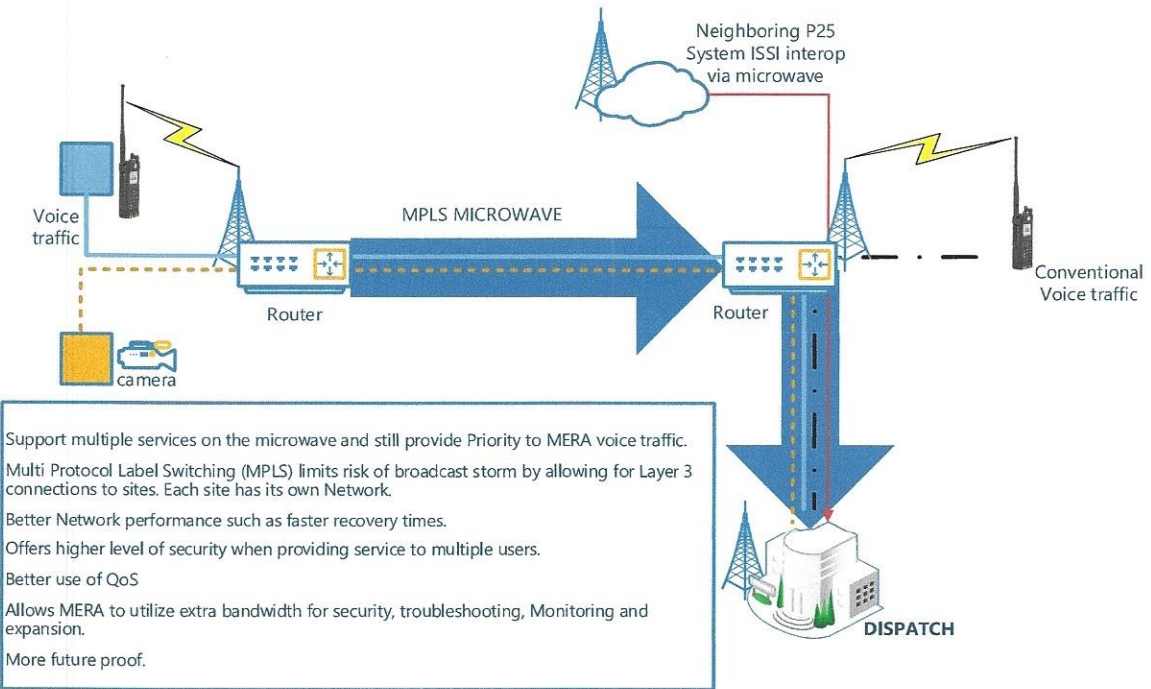 Neighboring P25
System ISSI interop
via microwave
Voice
traffic
MPLS MICROWAVE
Router
Router
Conventional
Voice traffic
camera
Support multiple services on the microwave and still provide Priority to MERA voice traffic.
Multi Protocol Label Switching (MPLS) limits risk of broadcast storm by allowing for Layer 3
connections to sites. Each site has its own Network.
Better Network performance such as faster recovery times.
Offers higher level of security when providing service to multiple users.
Better use of QoS
Allows MERA to utilize extra bandwidth for security, troubleshooting, Monitoring and
expansion.
More future proof.
DISPATCH